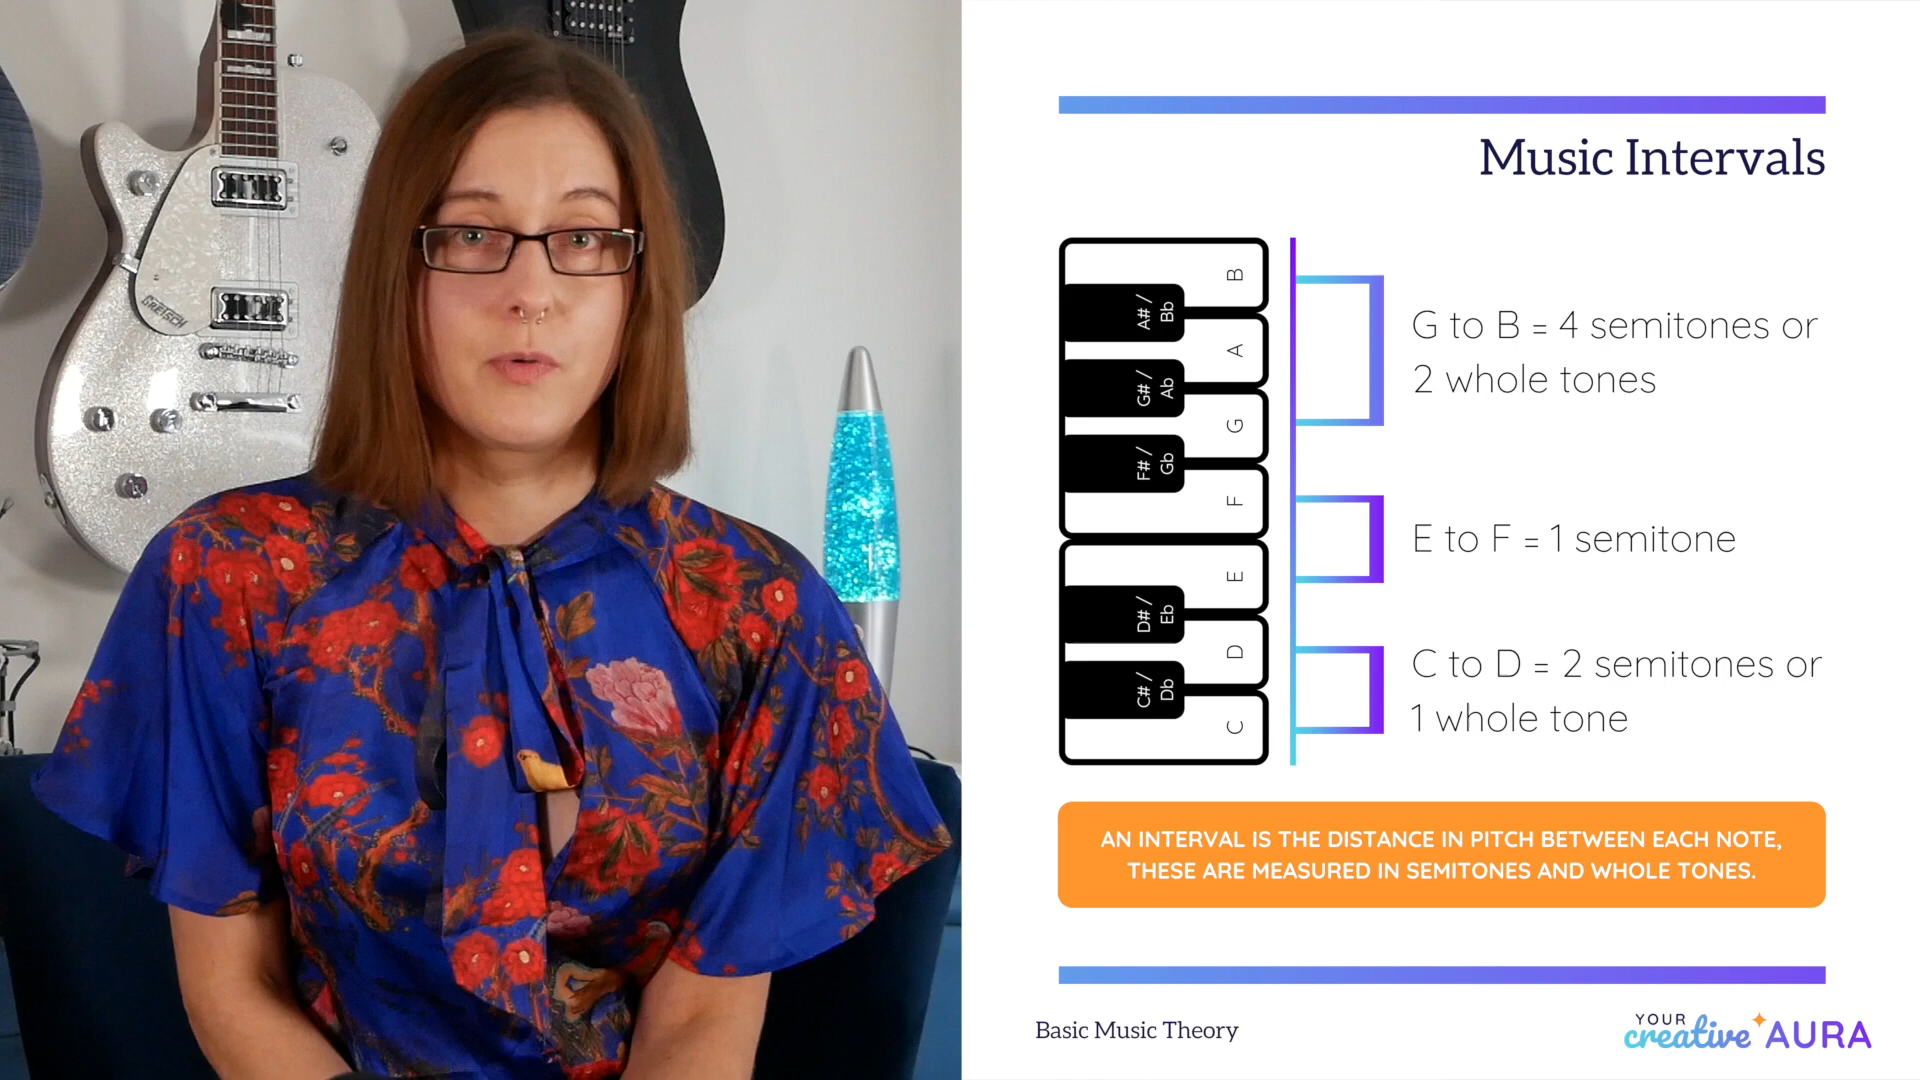 GRETSCH
Music Intervals
B
A# /
Bb
A
G# /
Ab
G
F# /
Gb
F
E
D# /
Eb
D
C# /
Db
C
G to B = 4 semitones or
2 whole tones
E to F = 1 semitone
C to D = 2 semitones or
1 whole tone
AN INTERVAL IS THE DISTANCE IN PITCH BETWEEN EACH NOTE,
THESE ARE MEASURED IN SEMITONES AND WHOLE TONES.
Basic Music Theory
YOUR
creative AURA